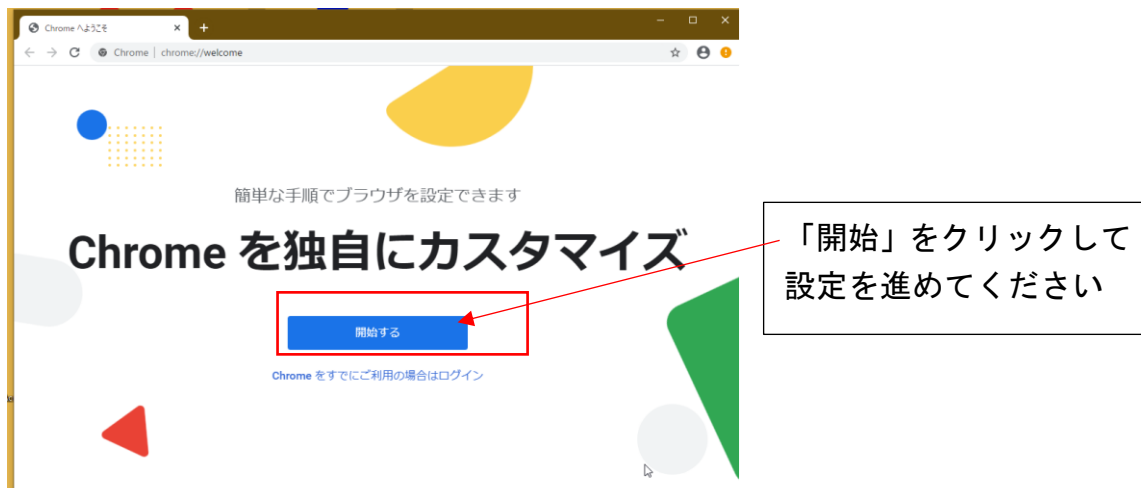 Chrome へようこそ
Chrome | chrome://welcome
簡単な手順でブラウザを設定できます
Chrome を独自にカスタマイズ
開始する
Chrome をすでにご利用の場合はログイン
「開始」をクリックして
設定を進めてください